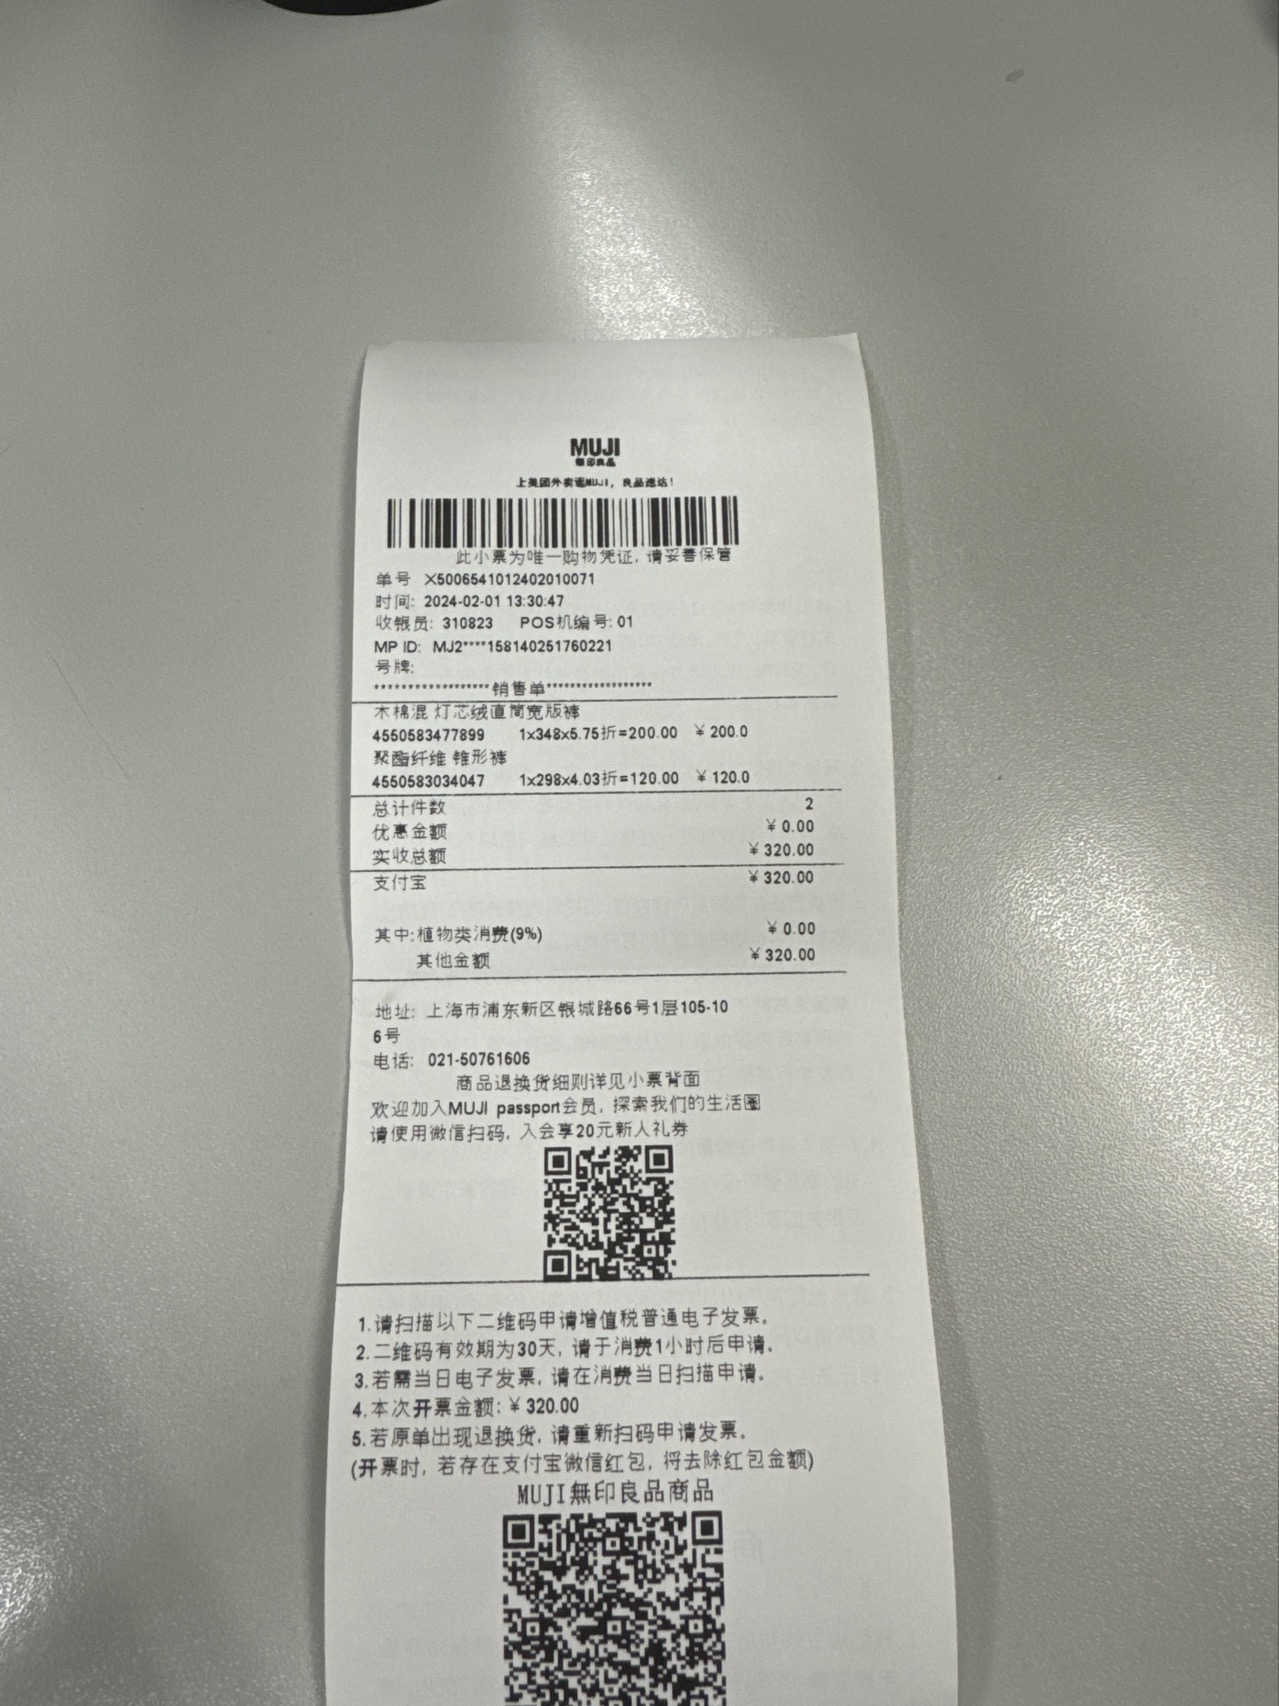 MUJI
無印良品
上美团外卖逛MUJI，良品速达！
此小票为唯一购物凭证, 请妥善保管
单号 X5006541012402010071
时间: 2024-02-01 13:30:47
收银员: 310823 POS机编号: 01
MP ID: MJ2****158140251760221
号牌:
******************销售单******************
木棉混 灯芯绒直筒宽版裤
4550583477899 1x348x5.75折=200.00 ¥ 200.0
聚酯纤维 锥形裤
4550583034047 1x298x4.03折=120.00 ¥ 120.0
总计件数 2
优惠金额 ¥ 0.00
实收总额 ¥ 320.00
支付宝 ¥ 320.00
其中:植物类消费(9%) ¥ 0.00
其他金额 ¥ 320.00
地址: 上海市浦东新区银城路66号1层105-10
6号
电话: 021-50761606
商品退换货细则详见小票背面
欢迎加入MUJI passport会员, 探索我们的生活圈
请使用微信扫码, 入会享20元新人礼券
1.请扫描以下二维码申请增值税普通电子发票。
2.二维码有效期为30天, 请于消费1小时后申请。
3.若需当日电子发票, 请在消费当日扫描申请。
4.本次开票金额: ¥ 320.00
5.若原单出现退换货, 请重新扫码申请发票。
(开票时, 若存在支付宝微信红包, 将去除红包金额)
MUJI無印良品商品